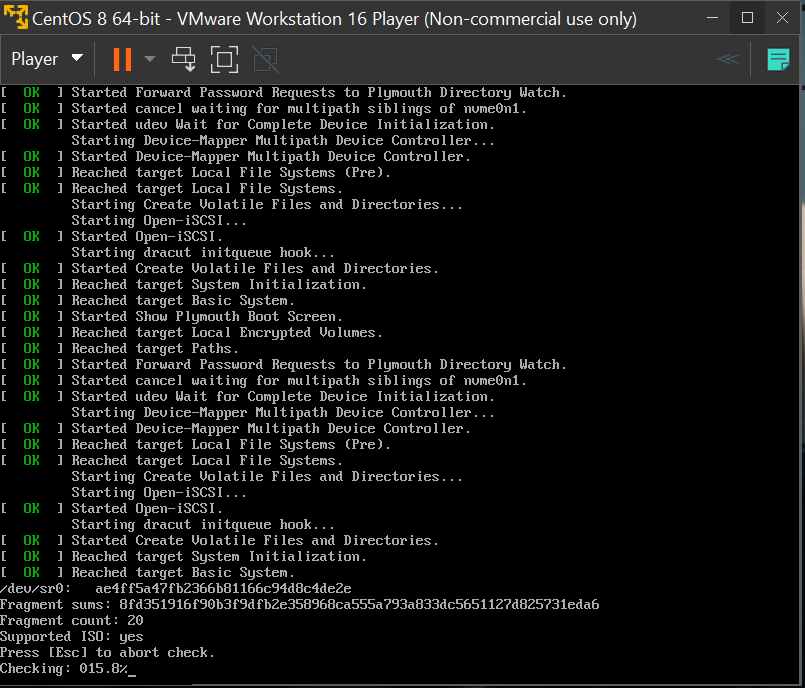 CentOS 8 64-bit - VMware Workstation 16 Player (Non-commercial use only)
Player
[  OK  ] Started Forward Password Requests to Plymouth Directory Watch.
[  OK  ] Started cancel waiting for multipath siblings of nvme0n1.
[  OK  ] Started udev Wait for Complete Device Initialization.
Starting Device-Mapper Multipath Device Controller...
[  OK  ] Started Device-Mapper Multipath Device Controller.
[  OK  ] Reached target Local File Systems (Pre).
[  OK  ] Reached target Local File Systems.
Starting Create Volatile Files and Directories...
Starting Open-iSCSI...
[  OK  ] Started Open-iSCSI.
Starting dracut initqueue hook...
[  OK  ] Started Create Volatile Files and Directories.
[  OK  ] Reached target System Initialization.
[  OK  ] Reached target Basic System.
[  OK  ] Started Show Plymouth Boot Screen.
[  OK  ] Reached target Local Encrypted Volumes.
[  OK  ] Reached target Paths.
[  OK  ] Started Forward Password Requests to Plymouth Directory Watch.
[  OK  ] Started cancel waiting for multipath siblings of nvme0n1.
[  OK  ] Started udev Wait for Complete Device Initialization.
Starting Device-Mapper Multipath Device Controller...
[  OK  ] Started Device-Mapper Multipath Device Controller.
[  OK  ] Reached target Local File Systems (Pre).
[  OK  ] Reached target Local File Systems.
Starting Create Volatile Files and Directories...
Starting Open-iSCSI...
[  OK  ] Started Open-iSCSI.
Starting dracut initqueue hook...
[  OK  ] Started Create Volatile Files and Directories.
[  OK  ] Reached target System Initialization.
[  OK  ] Reached target Basic System.
/dev/sr0:   ae4ff5a47fb2366b81166c94d8c4de2e
Fragment sums: 8fd351916f90b3f9dfb2e358968ca555a793a833dc5651127d825731eda6
Fragment count: 20
Supported ISO: yes
Press [Esc] to abort check.
Checking: 015.8%_